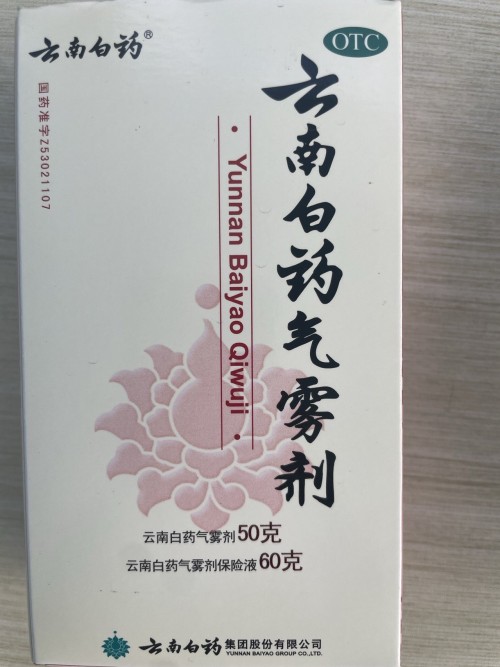 云南白药®
OTC
国药准字Z53021107
云南白药气雾剂
• Yunnan Baiyao Qiwuji •
云南白药气雾剂50克
云南白药气雾剂保险液60克
云南白药集团股份有限公司
YUNNAN BAIYAO GROUP CO.,LTD.